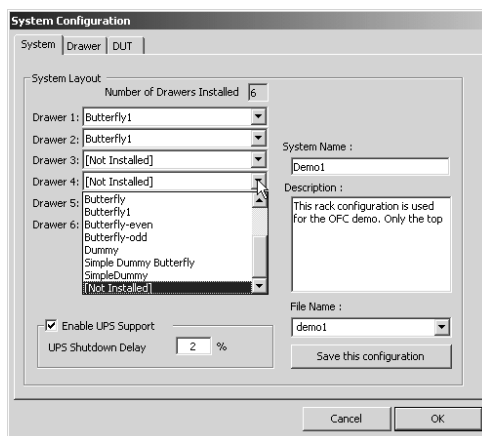 System Configuration
System Drawer DUT
System Layout
Number of Drawers Installed 6
Drawer 1: Butterfly1
Drawer 2: Butterfly1
Drawer 3: [Not Installed]
Drawer 4: [Not Installed]
Drawer 5:
Drawer 6:
Butterfly
Butterfly1
Butterfly-even
Butterfly-odd
Dummy
Simple Dummy Butterfly
SimpleDummy
[Not Installed]
Enable UPS Support
UPS Shutdown Delay 2 %
System Name :
Demo1
Description :
This rack configuration is used
for the OFC demo. Only the top
File Name :
demo1
Save this configuration
Cancel OK